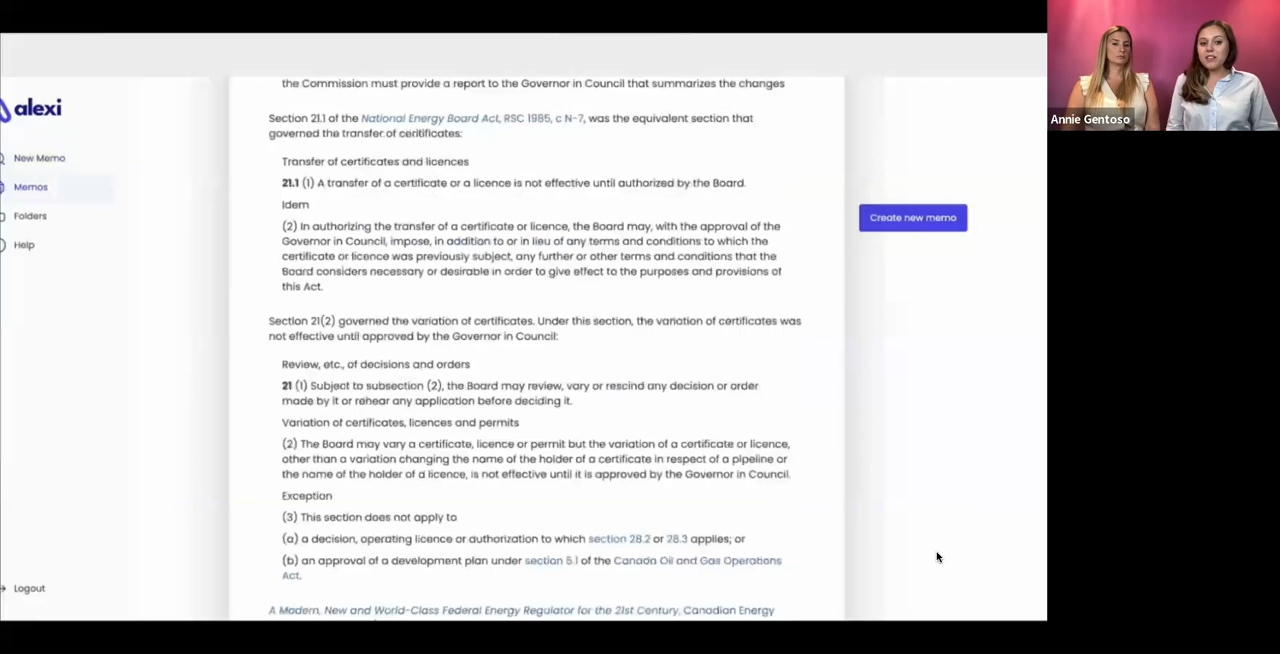 alexi
New Memo
Memos
Folders
Help
Logout
the Commission must provide a report to the Governor in Council that summarizes the changes
Section 21.1 of the National Energy Board Act, RSC 1985, c N-7, was the equivalent section that
governed the transfer of certificates:
Transfer of certificates and licences
21.1 (1) A transfer of a certificate or a licence is not effective until authorized by the Board.
Idem
(2) In authorizing the transfer of a certificate or licence, the Board may, with the approval of the
Governor in Council, impose, in addition to or in lieu of any terms and conditions to which the
certificate or licence was previously subject, any further or other terms and conditions that the
Board considers necessary or desirable in order to give effect to the purposes and provisions of
this Act.
Section 21(2) governed the variation of certificates. Under this section, the variation of certificates was
not effective until approved by the Governor in Council:
Review, etc., of decisions and orders
21 (1) Subject to subsection (2), the Board may review, vary or rescind any decision or order
made by it or rehear any application before deciding it.
Variation of certificates, licences and permits
(2) The Board may vary a certificate, licence or permit but the variation of a certificate or licence,
other than a variation changing the name of the holder of a certificate in respect of a pipeline or
the name of the holder of a licence, is not effective until it is approved by the Governor in Council.
Exception
(3) This section does not apply to
(a) a decision, operating licence or authorization to which section 28.2 or 28.3 applies; or
(b) an approval of a development plan under section 5.1 of the Canada Oil and Gas Operations
Act.
A Modern, New and World-Class Federal Energy Regulator for the 21st Century, Canadian Energy
Create new memo
Annie Gentoso